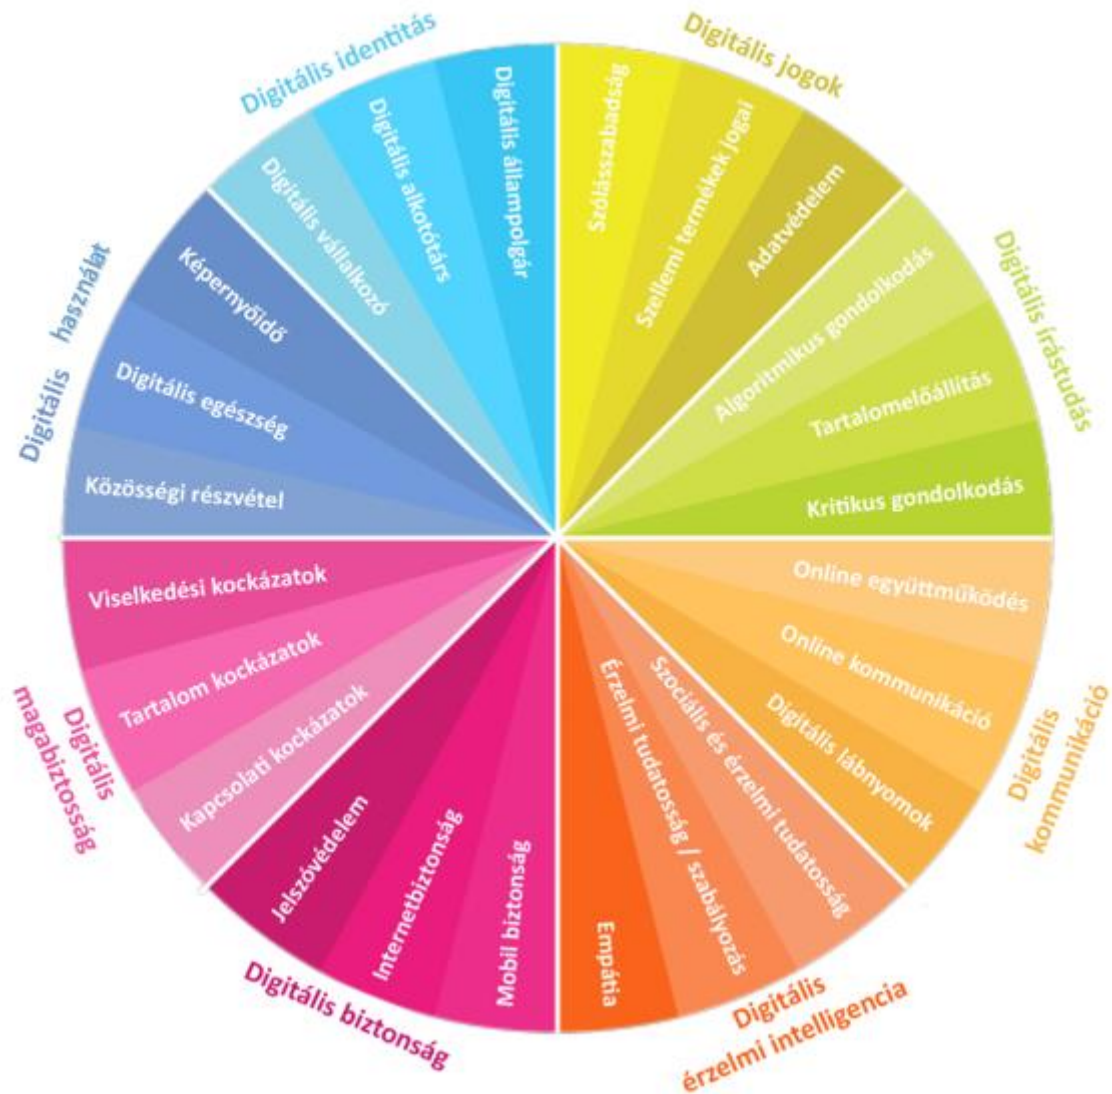 Digitális jogok
Szólásszabadság
Szellemi termékek jogai
Adatvédelem
Digitális írástudás
Algoritmikus gondolkodás
Tartalomelőállítás
Kritikus gondolkodás
Digitális
kommunikáció
Online együttműködés
Online kommunikáció
Digitális lábnyomok
Digitális
érzelmi intelligencia
Szociális és érzelmi tudatosság
Érzelmi tudatosság / szabályozás
Empátia
Digitális biztonság
Mobil biztonság
Internetbiztonság
Jelszóvédelem
Digitális
magabiztosság
Kapcsolati kockázatok
Tartalom kockázatok
Viselkedési kockázatok
Digitális használat
Közösségi részvétel
Digitális egészség
Képernyőidő
Digitális identitás
Digitális vállalkozó
Digitális alkotótárs
Digitális állampolgár